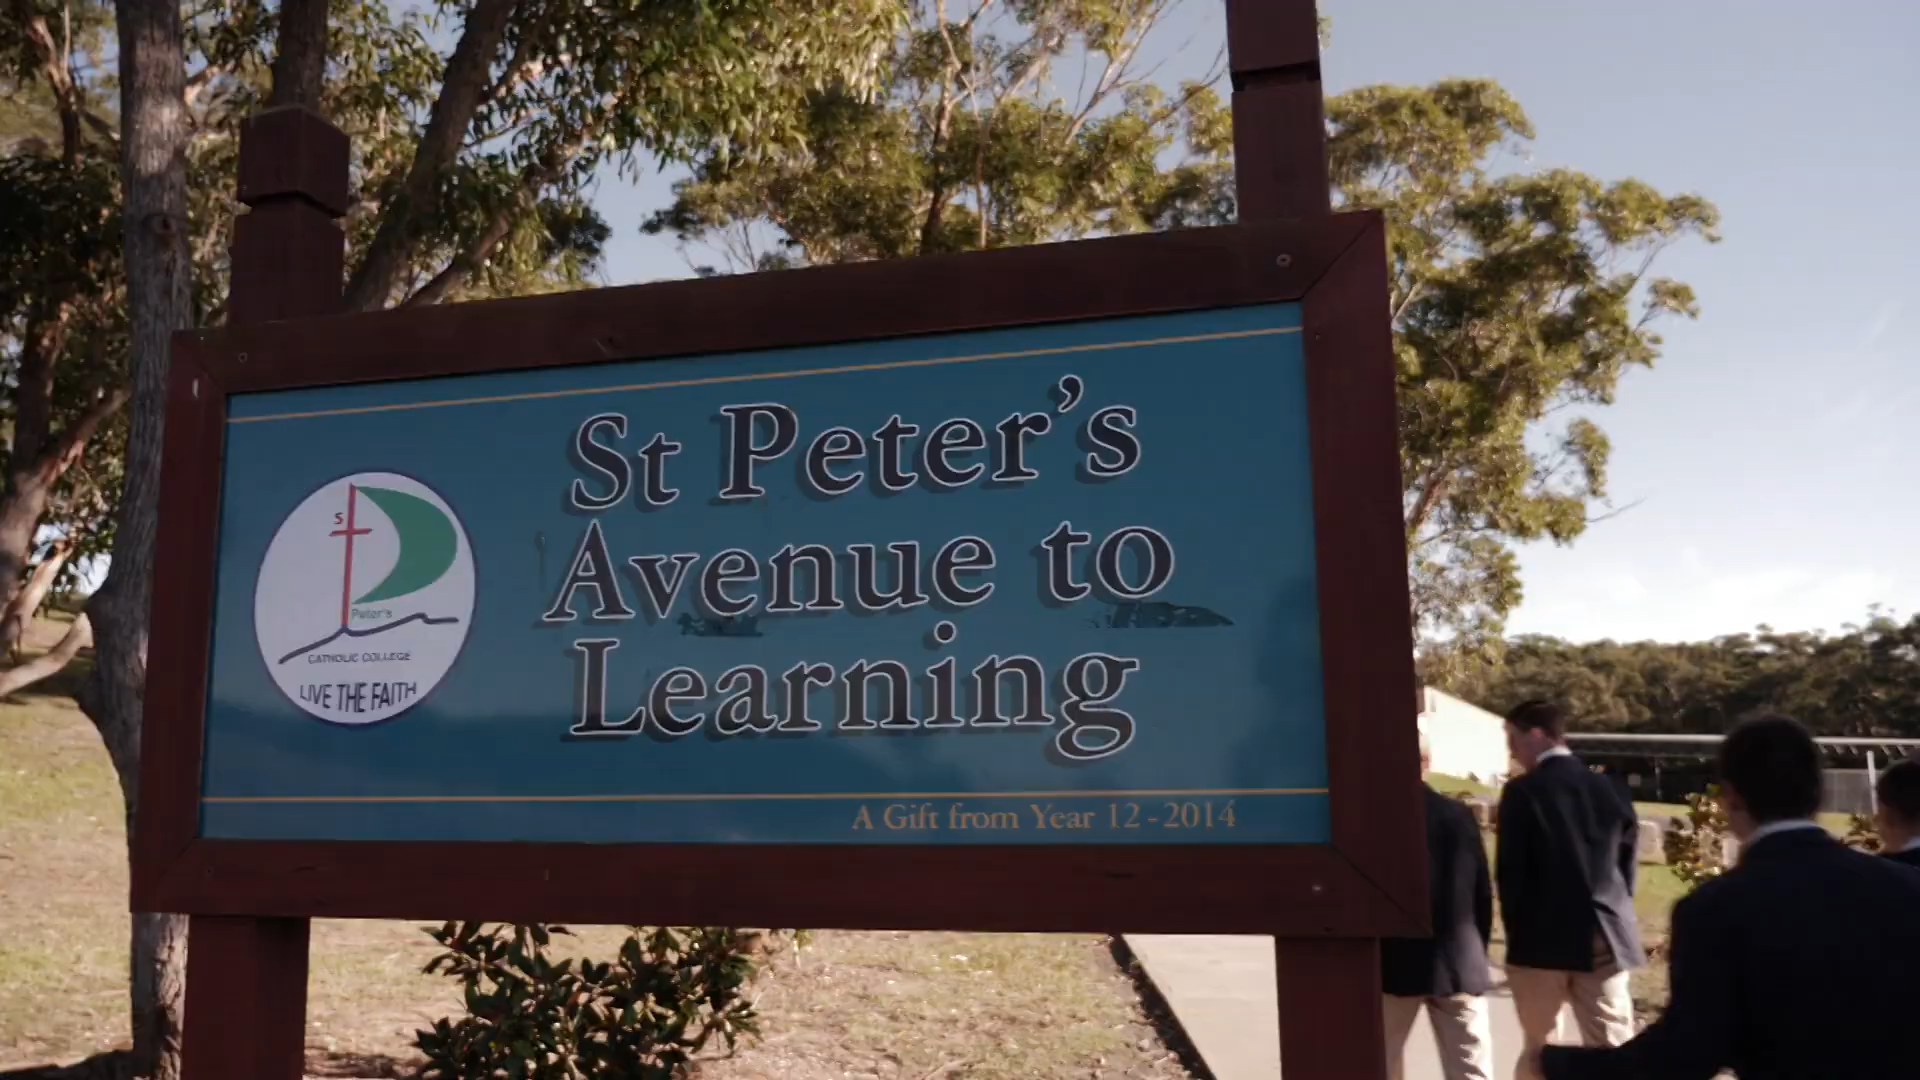 St Peter's
Avenue to
Learning
St
Peter's
CATHOLIC COLLEGE
LIVE THE FAITH
A Gift from Year 12-2014